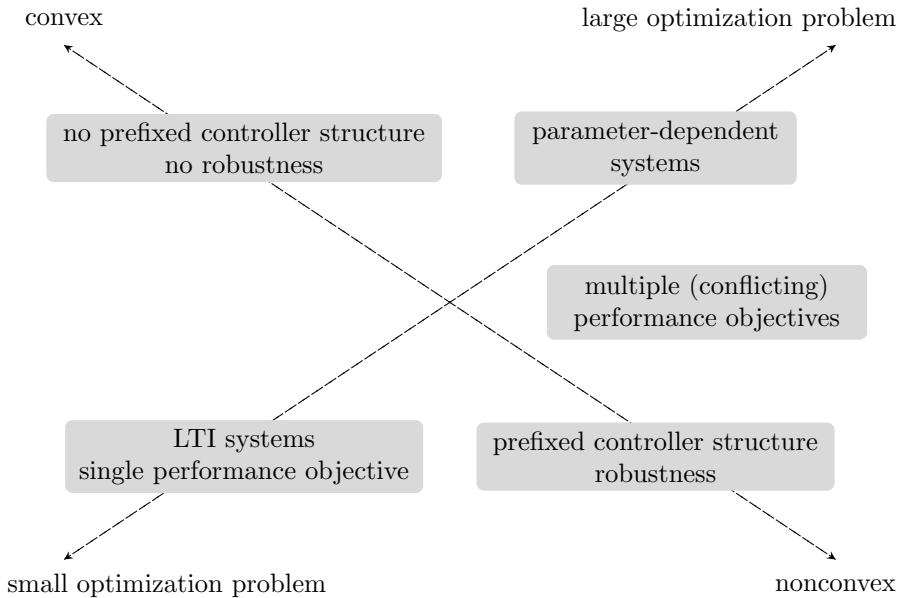 convex
large optimization problem
no prefixed controller structure
no robustness
parameter-dependent
systems
multiple (conflicting)
performance objectives
LTI systems
single performance objective
prefixed controller structure
robustness
small optimization problem
nonconvex